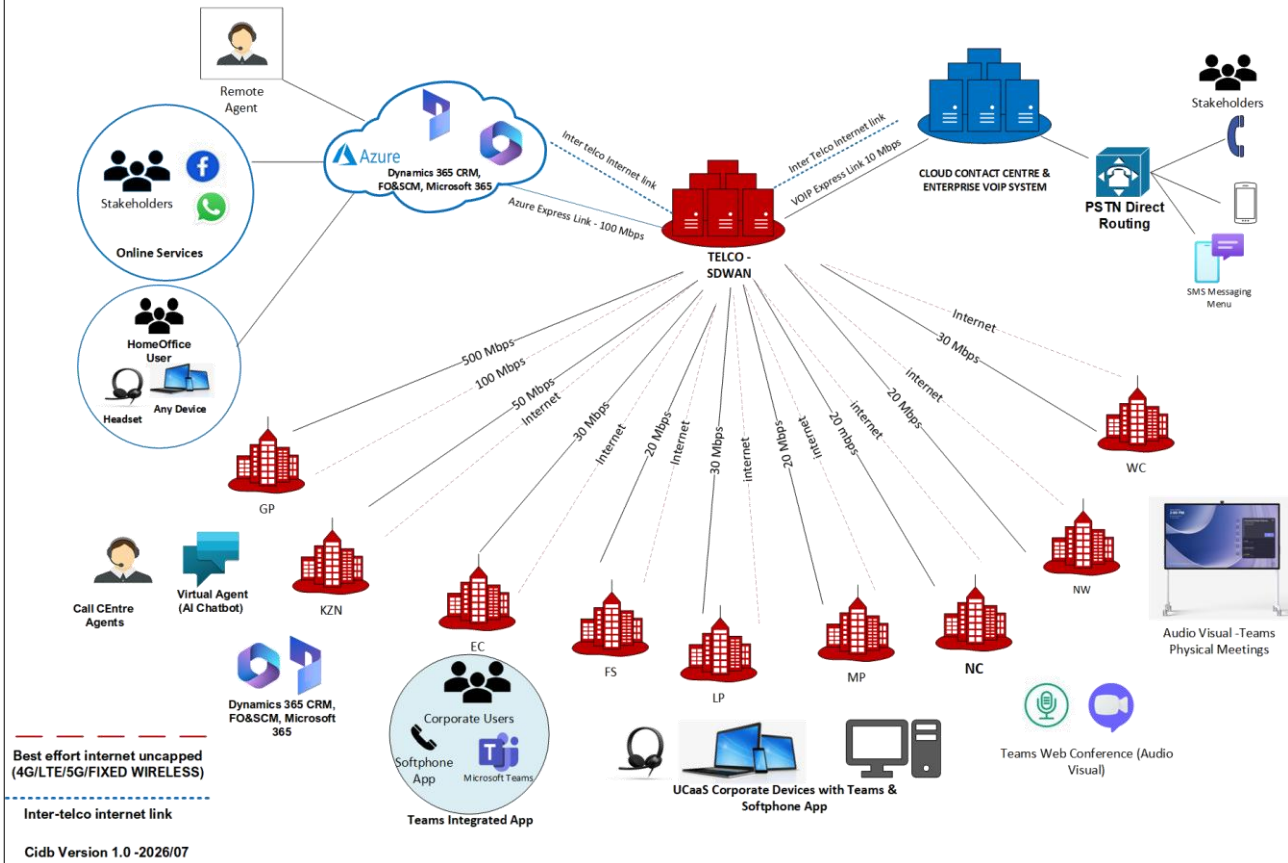 Remote
Agent
Stakeholders
Online Services
HomeOffice
User
Headset
Any Device
Azure
Dynamics 365 CRM,
FO&SCM, Microsoft 365
Inter telco Internet link
Azure Express Link - 100 Mbps
TELCO -
SDWAN
Inter Telco Internet link
VOIP Express Link 10 Mbps
CLOUD CONTACT CENTRE &
ENTERPRISE VOIP SYSTEM
PSTN Direct
Routing
Stakeholders
SMS Messaging
Menu
500 Mbps
100 Mbps
50 Mbps
Internet
30 Mbps
Internet
20 Mbps
Internet
30 Mbps
internet
20 Mbps
internet
20 Mbps
internet
20 Mbps
internet
30 Mbps
Internet
GP
KZN
EC
FS
LP
MP
NC
NW
WC
Call CEntre
Agents
Virtual Agent
(AI Chatbot)
Dynamics 365 CRM,
FO&SCM, Microsoft
365
Corporate Users
Softphone
App
Microsoft Teams
Teams Integrated App
UCaaS Corporate Devices with Teams &
Softphone App
Audio Visual -Teams
Physical Meetings
Teams Web Conference (Audio
Visual)
Best effort internet uncapped
(4G/LTE/5G/FIXED WIRELESS)
Inter-telco internet link
Cidb Version 1.0 -2026/07